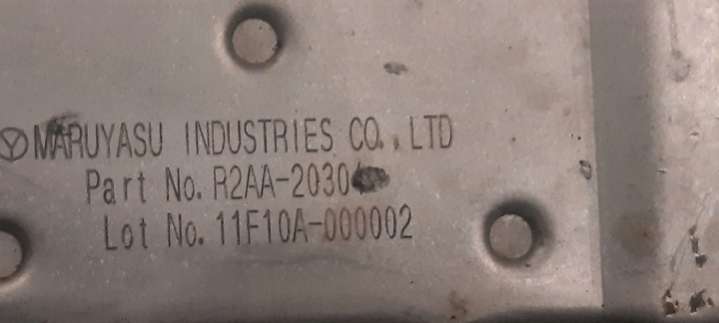 MARUYASU INDUSTRIES CO., LTD
Part No. R2AA-2030
Lot No. 11F10A-000002